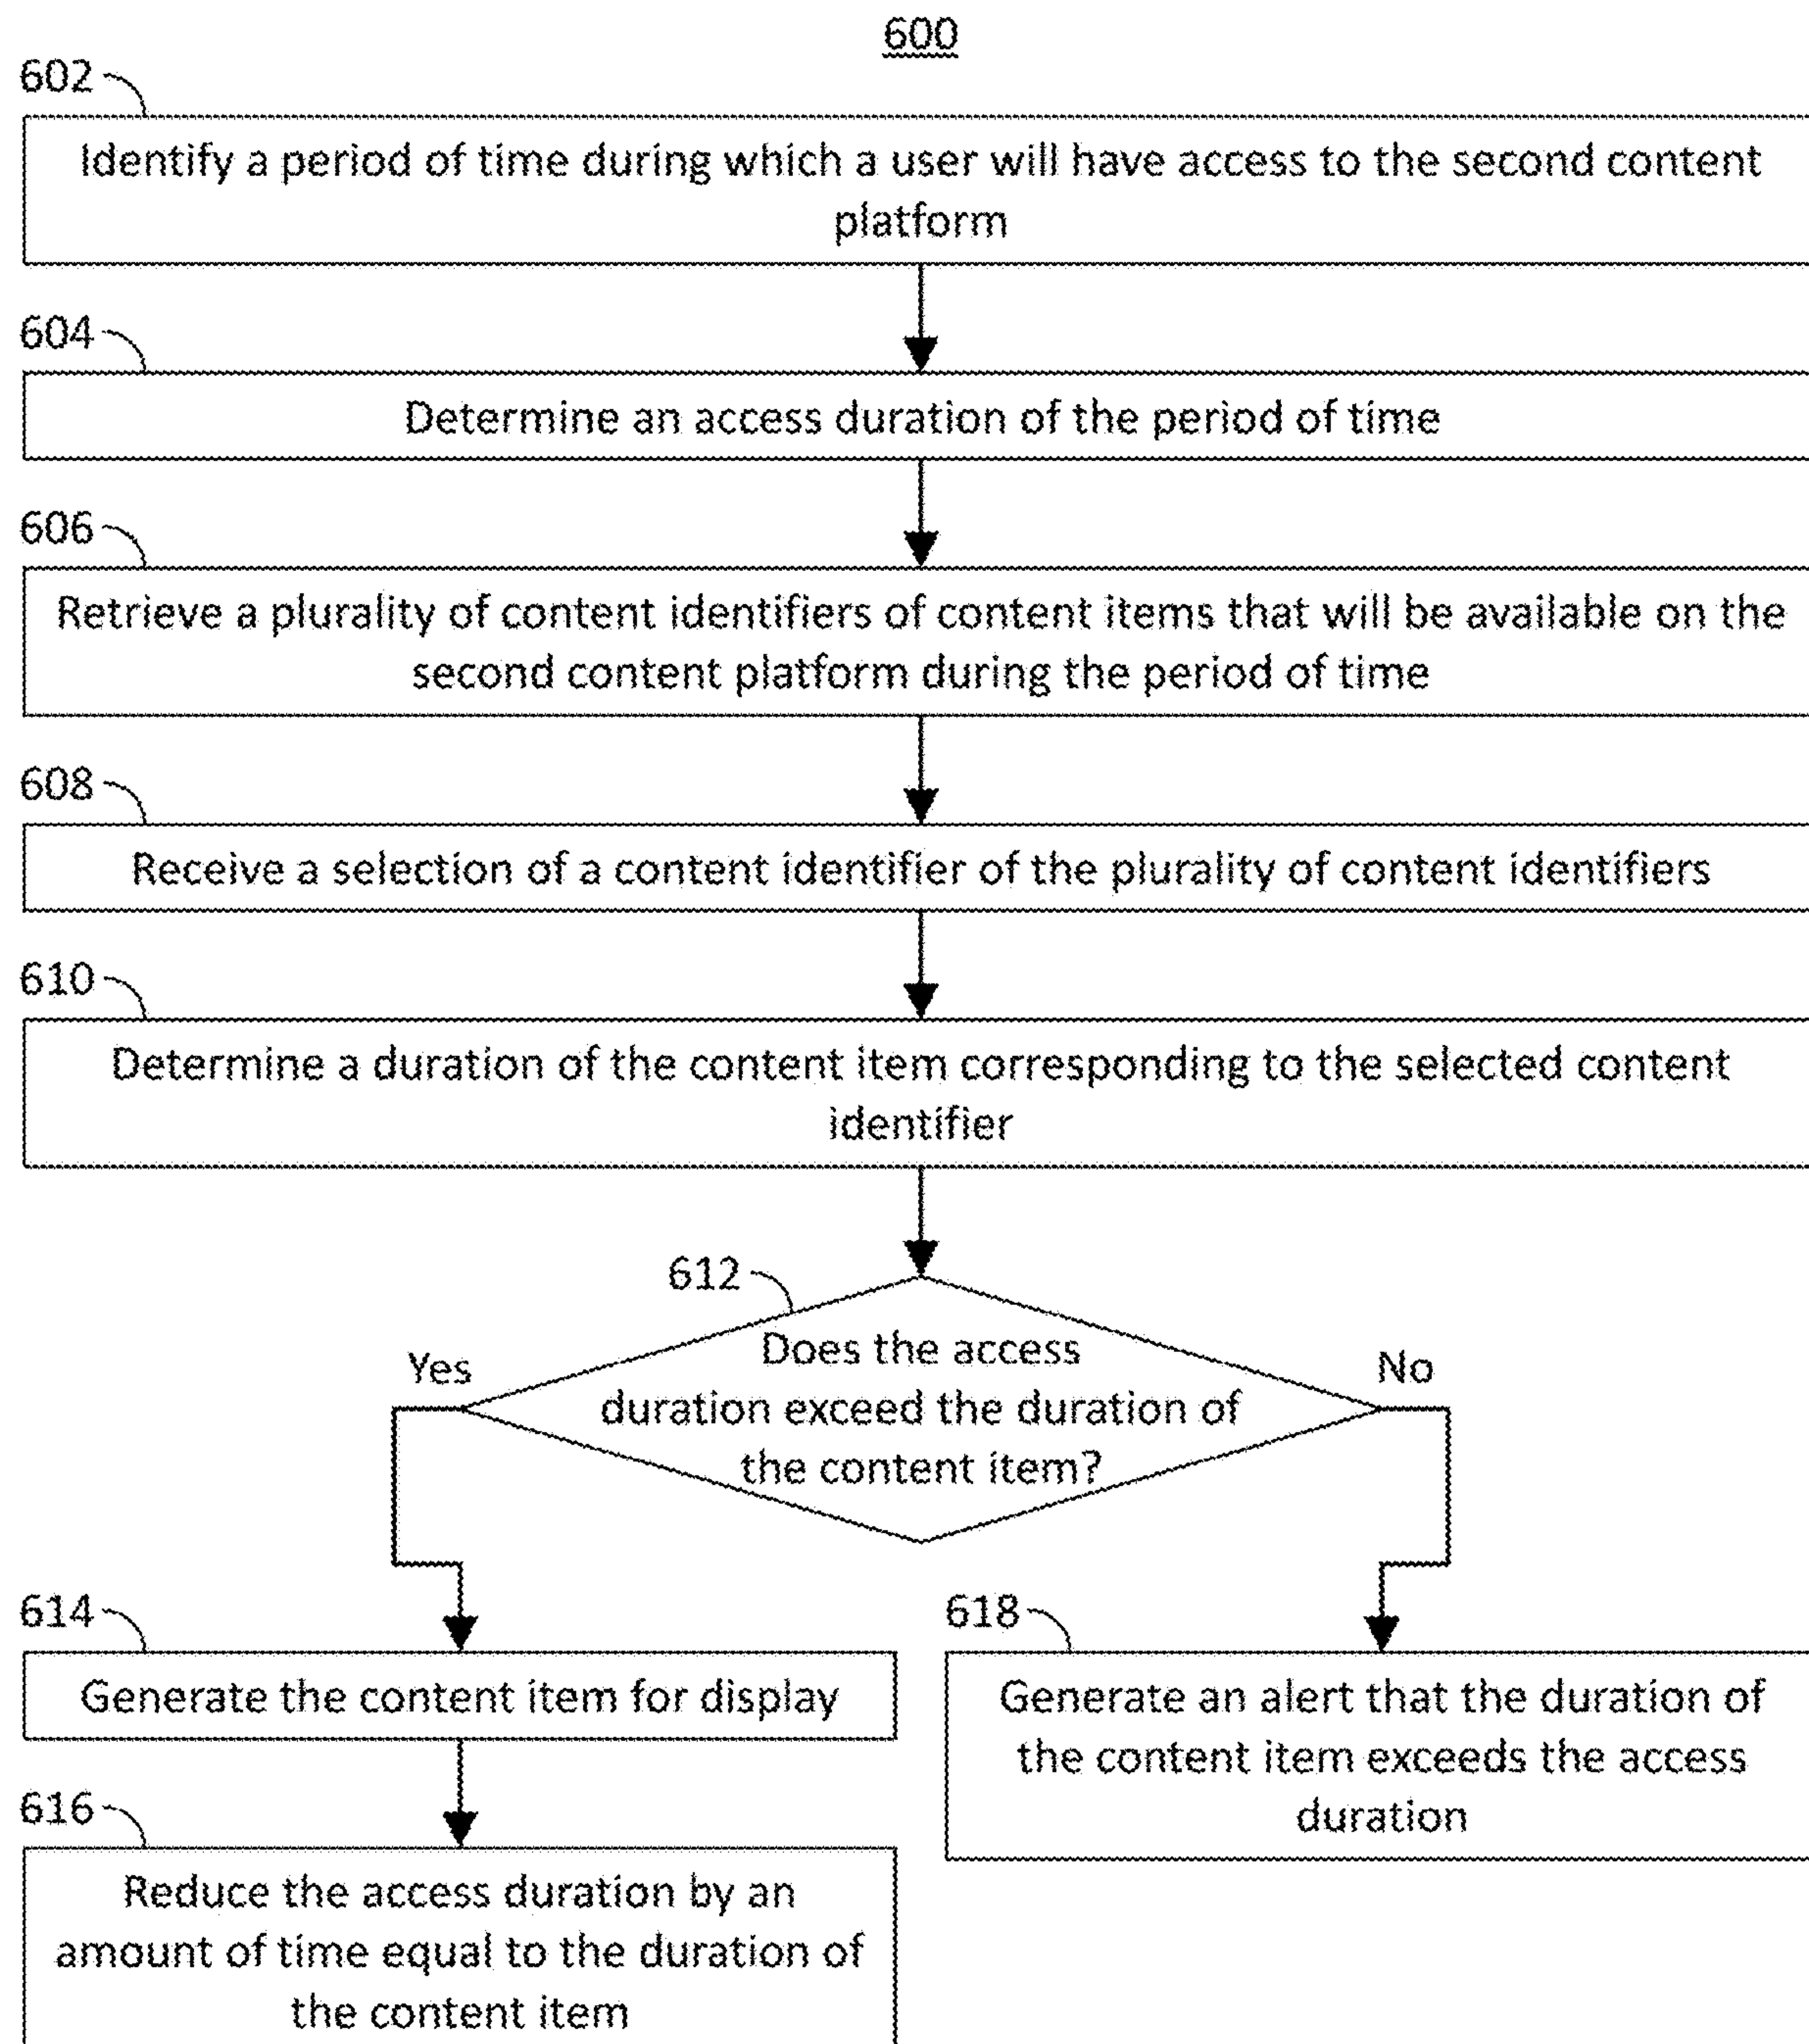 600
602
Identify a period of time during which a user will have access to the second content
platform
604
Determine an access duration of the period of time
606
Retrieve a plurality of content identifiers of content items that will be available on the
second content platform during the period of time
608
Receive a selection of a content identifier of the plurality of content identifiers
610
Determine a duration of the content item corresponding to the selected content
identifier
612
Does the access
duration exceed the duration of
the content item?
Yes
No
614
Generate the content item for display
616
Reduce the access duration by an
amount of time equal to the duration of
the content item
618
Generate an alert that the duration of
the content item exceeds the access
duration